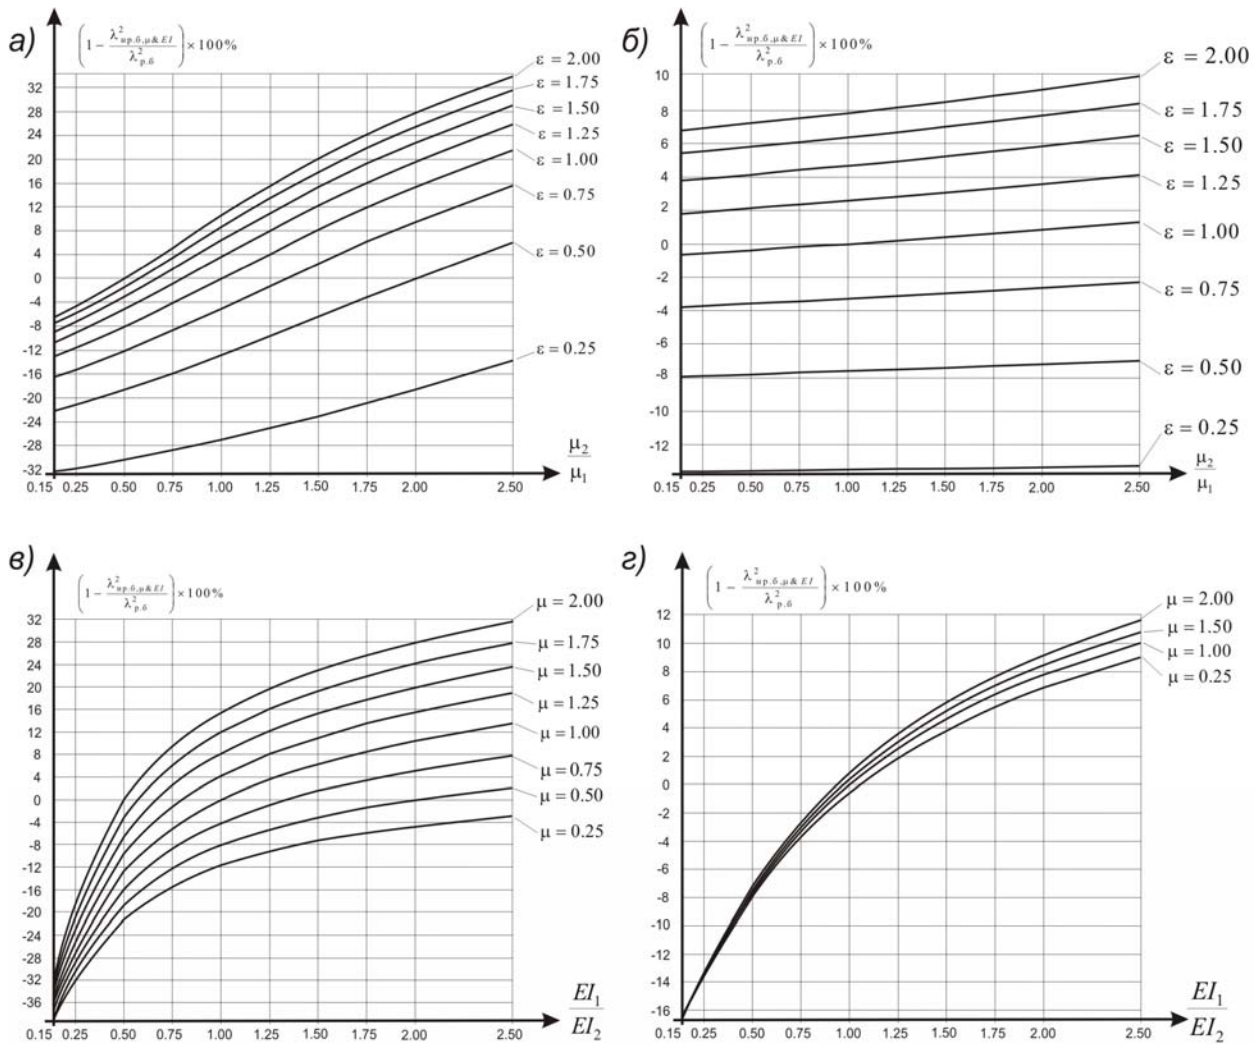 а)
(1 − λ²нр.б,μ&EI / λ²р.б) × 100%
32
28
24
20
16
12
8
4
0
-4
-8
-12
-16
-20
-24
-28
-32
ε = 2.00
ε = 1.75
ε = 1.50
ε = 1.25
ε = 1.00
ε = 0.75
ε = 0.50
ε = 0.25
μ₂/μ₁
0.15 0.25 0.50 0.75 1.00 1.25 1.50 1.75 2.00 2.50
б)
(1 − λ²нр.б,μ&EI / λ²р.б) × 100%
10
8
6
4
2
0
-2
-4
-6
-8
-10
-12
ε = 2.00
ε = 1.75
ε = 1.50
ε = 1.25
ε = 1.00
ε = 0.75
ε = 0.50
ε = 0.25
μ₂/μ₁
0.15 0.25 0.50 0.75 1.00 1.25 1.50 1.75 2.00 2.50
в)
(1 − λ²нр.б,μ&EI / λ²р.б) × 100%
32
28
24
20
16
12
8
4
0
-4
-8
-12
-16
-20
-24
-28
-32
-36
μ = 2.00
μ = 1.75
μ = 1.50
μ = 1.25
μ = 1.00
μ = 0.75
μ = 0.50
μ = 0.25
EI₁/EI₂
0.15 0.25 0.50 0.75 1.00 1.25 1.50 1.75 2.00 2.50
г)
(1 − λ²нр.б,μ&EI / λ²р.б) × 100%
12
10
8
6
4
2
0
-2
-4
-6
-8
-10
-12
-14
-16
μ = 2.00
μ = 1.50
μ = 1.00
μ = 0.25
EI₁/EI₂
0.15 0.25 0.50 0.75 1.00 1.25 1.50 1.75 2.00 2.50